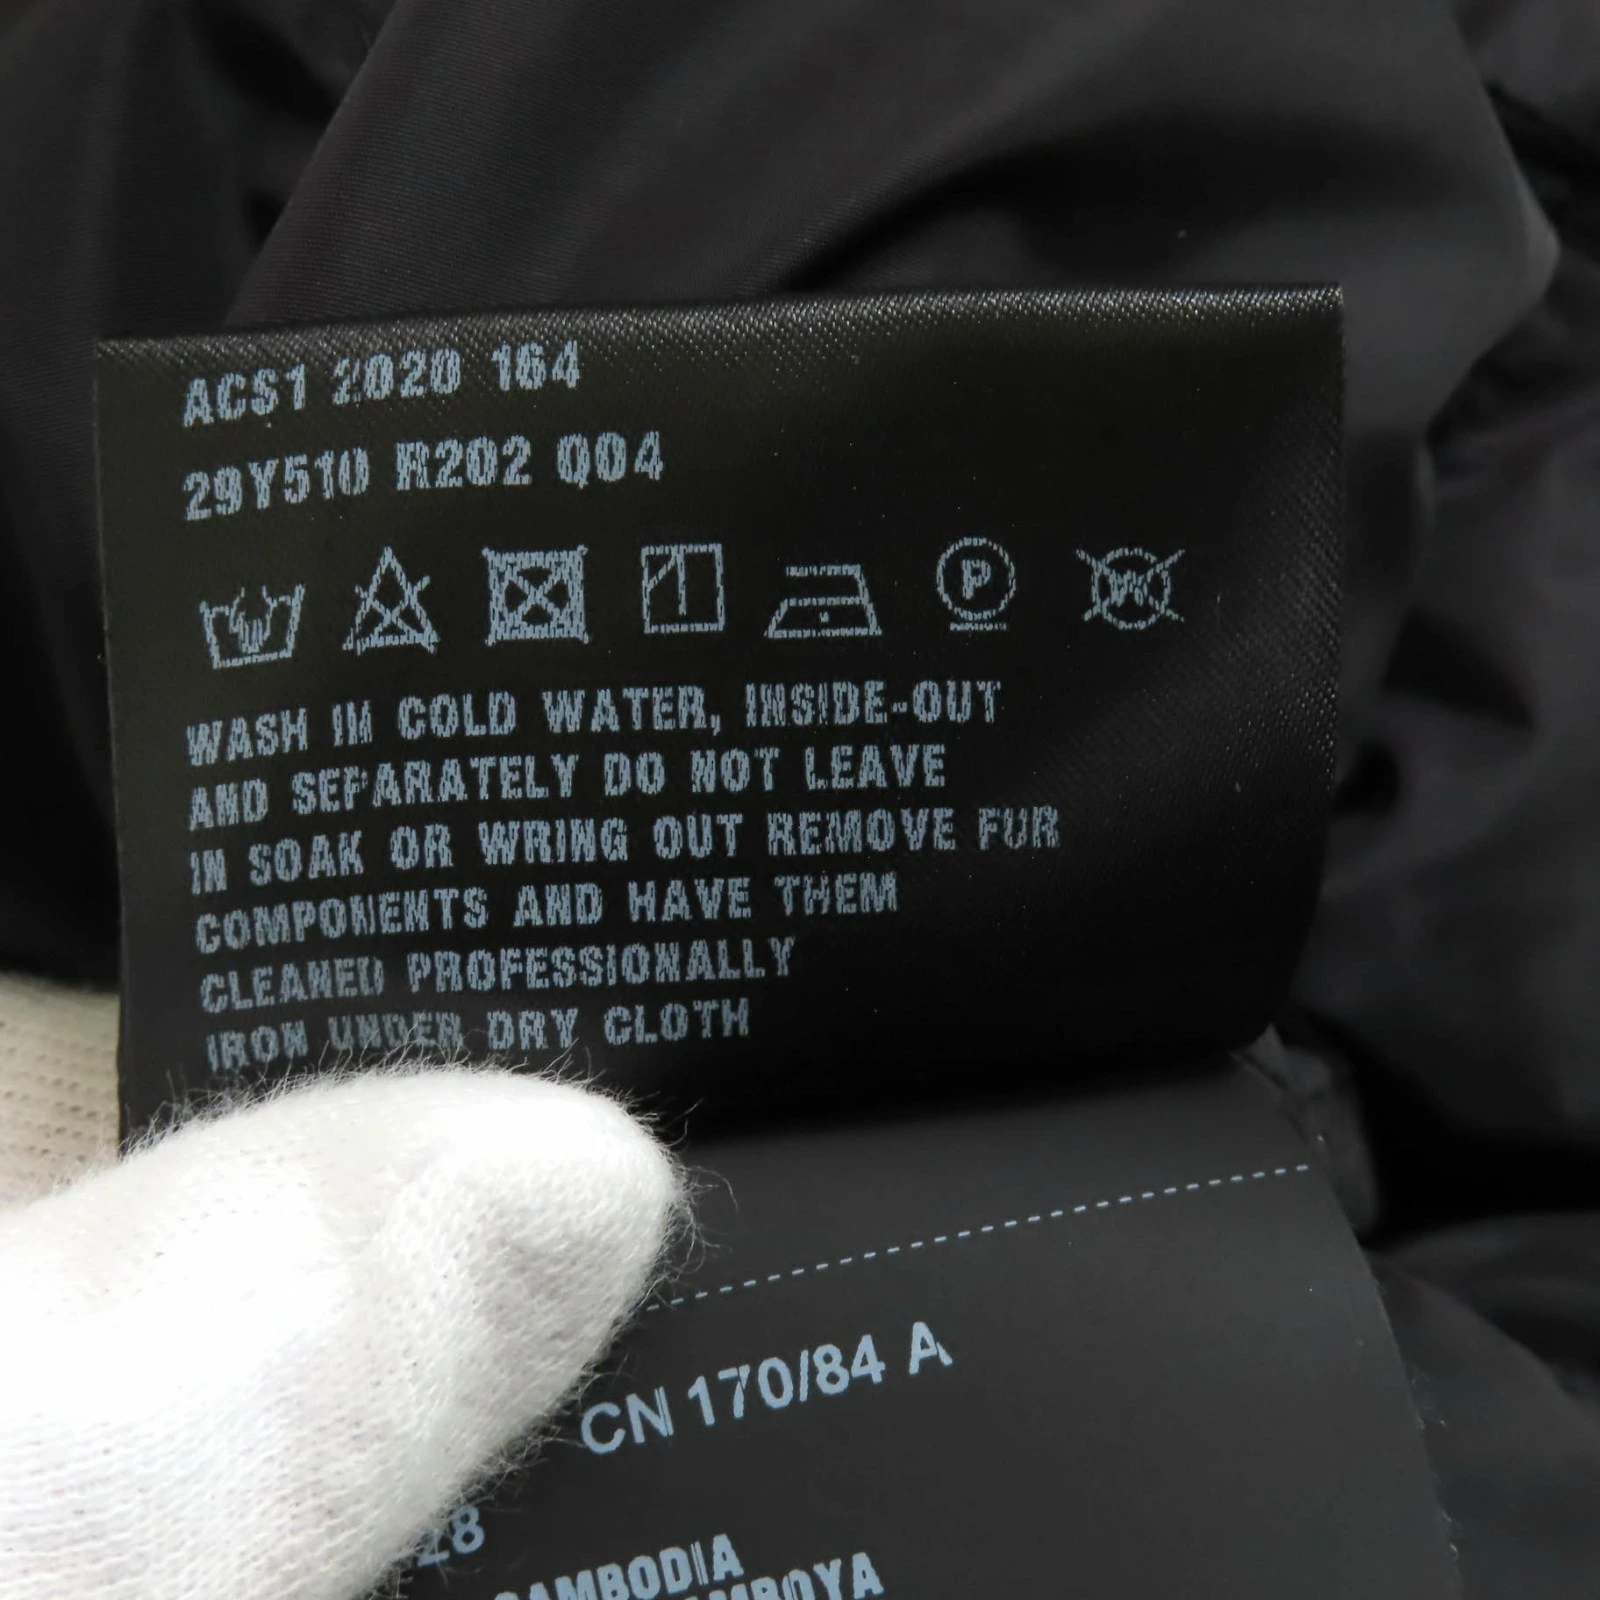 ACS1 2020 164
29Y510 R202 Q04
P
WASH IN COLD WATER, INSIDE-OUT
AND SEPARATELY DO NOT LEAVE
IN SOAK OR WRING OUT REMOVE FUR
COMPONENTS AND HAVE THEM
CLEANED PROFESSIONALLY
IRON UNDER DRY CLOTH
CN 170/84 A
28
CAMBODIA